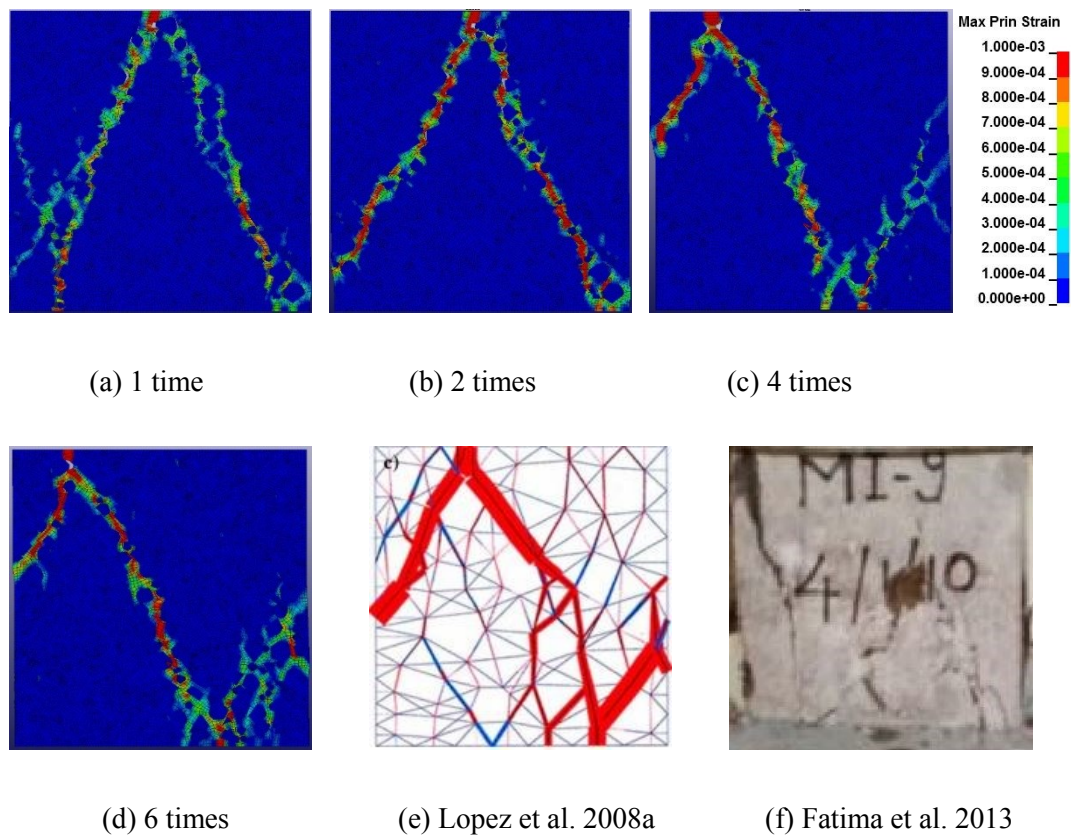 Max Prin Strain
1.000e-03
9.000e-04
8.000e-04
7.000e-04
6.000e-04
5.000e-04
4.000e-04
3.000e-04
2.000e-04
1.000e-04
0.000e+00
(a) 1 time
(b) 2 times
(c) 4 times
c)
MI-9
4/1/10
(d) 6 times
(e) Lopez et al. 2008a
(f) Fatima et al. 2013